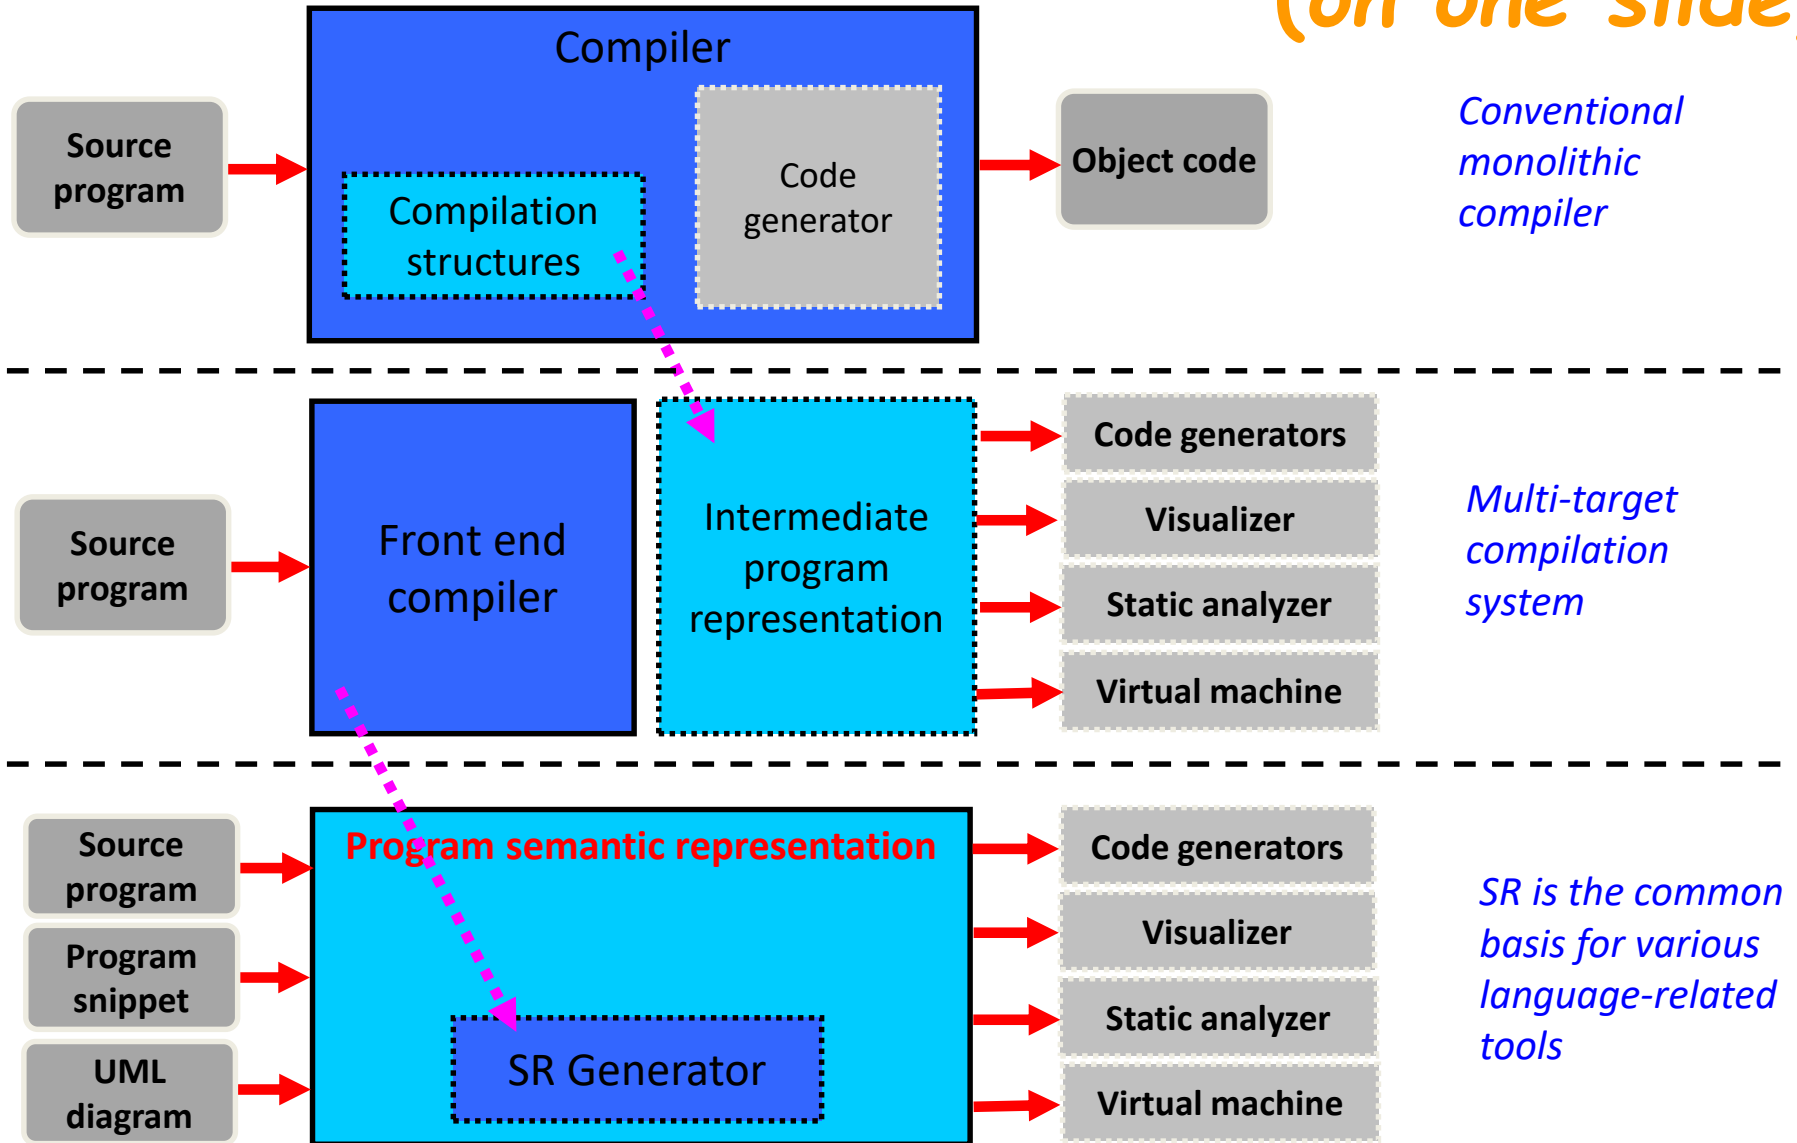 (on one slide)
Compiler
Source
program
Compilation
structures
Code
generator
Object code
Conventional
monolithic
compiler
Source
program
Front end
compiler
Intermediate
program
representation
Code generators
Visualizer
Static analyzer
Virtual machine
Multi-target
compilation
system
Source
program
Program
snippet
UML
diagram
Program semantic representation
SR Generator
Code generators
Visualizer
Static analyzer
Virtual machine
SR is the common
basis for various
language-related
tools